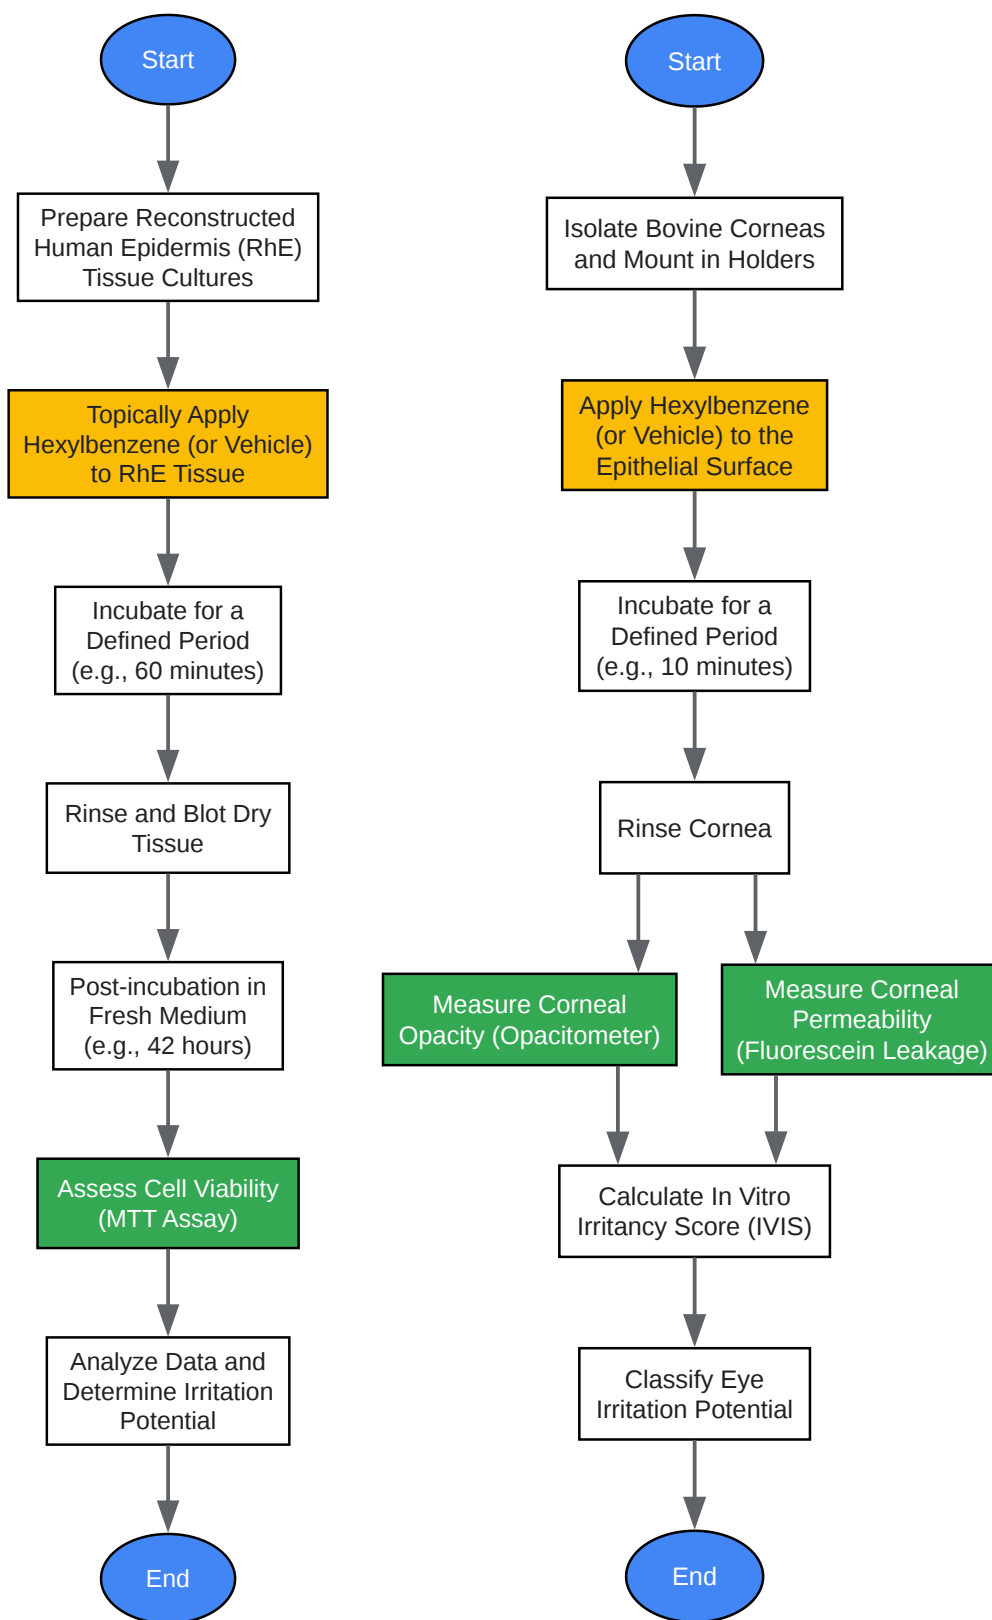 Start
Prepare Reconstructed
Human Epidermis (RhE)
Tissue Cultures
Topically Apply
Hexylbenzene (or Vehicle)
to RhE Tissue
Incubate for a
Defined Period
(e.g., 60 minutes)
Rinse and Blot Dry
Tissue
Post-incubation in
Fresh Medium
(e.g., 42 hours)
Assess Cell Viability
(MTT Assay)
Analyze Data and
Determine Irritation
Potential
End
Start
Isolate Bovine Corneas
and Mount in Holders
Apply Hexylbenzene
(or Vehicle) to the
Epithelial Surface
Incubate for a
Defined Period
(e.g., 10 minutes)
Rinse Cornea
Measure Corneal
Opacity (Opacitometer)
Measure Corneal
Permeability
(Fluorescein Leakage)
Calculate In Vitro
Irritancy Score (IVIS)
Classify Eye
Irritation Potential
End